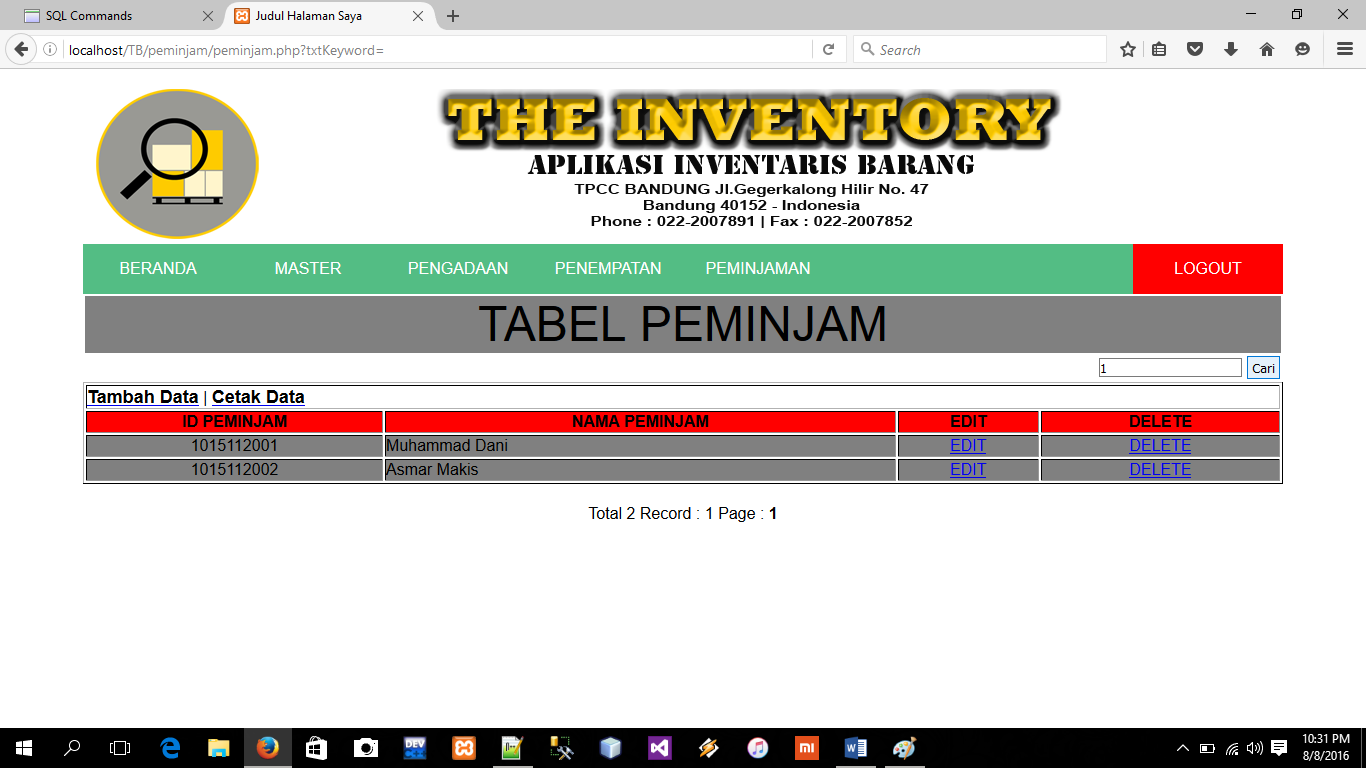 SQL Commands
Judul Halaman Saya
localhost/TB/peminjam/peminjam.php?txtKeyword=
Search
THE INVENTORY
APLIKASI INVENTARIS BARANG
TPCC BANDUNG Jl.Gegerkalong Hilir No. 47
Bandung 40152 - Indonesia
Phone : 022-2007891 | Fax : 022-2007852
BERANDA MASTER PENGADAAN PENEMPATAN PEMINJAMAN LOGOUT
TABEL PEMINJAM
1 Cari
Tambah Data | Cetak Data
ID PEMINJAM NAMA PEMINJAM EDIT DELETE
1015112001 Muhammad Dani EDIT DELETE
1015112002 Asmar Makis EDIT DELETE
Total 2 Record : 1 Page : 1
DEV
10:31 PM
8/8/2016